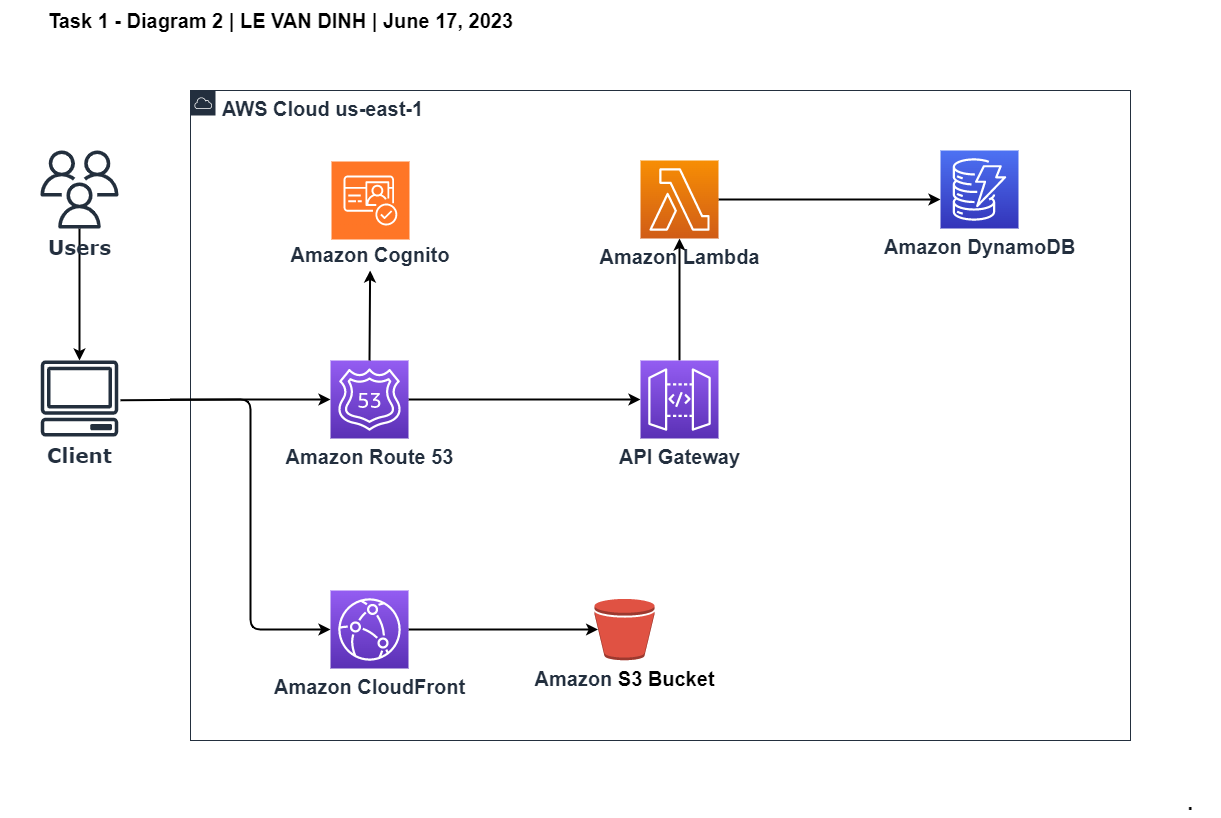 Task 1 - Diagram 2 | LE VAN DINH | June 17, 2023
AWS Cloud us-east-1
Users
Amazon Cognito
Amazon Lambda
Amazon DynamoDB
Client
53
</>
Amazon Route 53
API Gateway
Amazon CloudFront
Amazon S3 Bucket
.